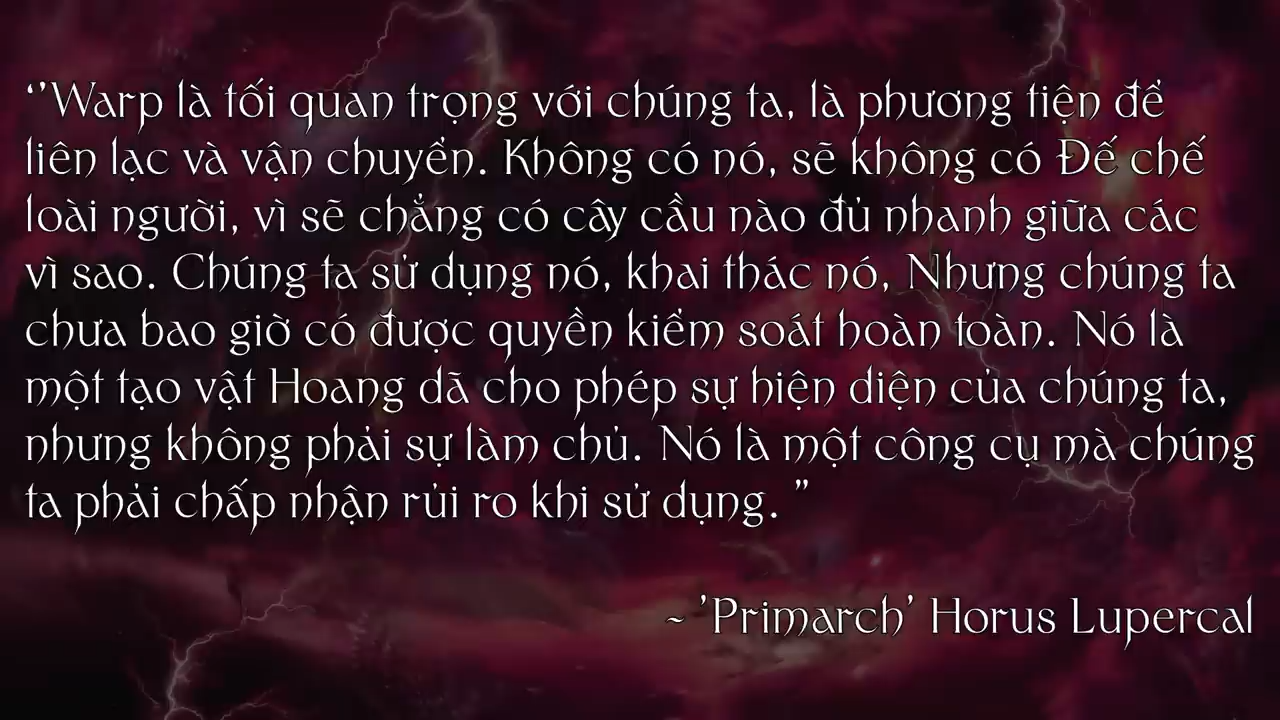 ‘’Warp là tối quan trọng với chúng ta, là phương tiện để
liên lạc và vận chuyển. Không có nó, sẽ không có Đế chế
loài người, vì sẽ chẳng có cây cầu nào đủ nhanh giữa các
vì sao. Chúng ta sử dụng nó, khai thác nó, Nhưng chúng ta
chưa bao giờ có được quyền kiểm soát hoàn toàn. Nó là
một tạo vật Hoang dã cho phép sự hiện diện của chúng ta,
nhưng không phải sự làm chủ. Nó là một công cụ mà chúng
ta phải chấp nhận rủi ro khi sử dụng. ”
~ ’Primarch’ Horus Lupercal